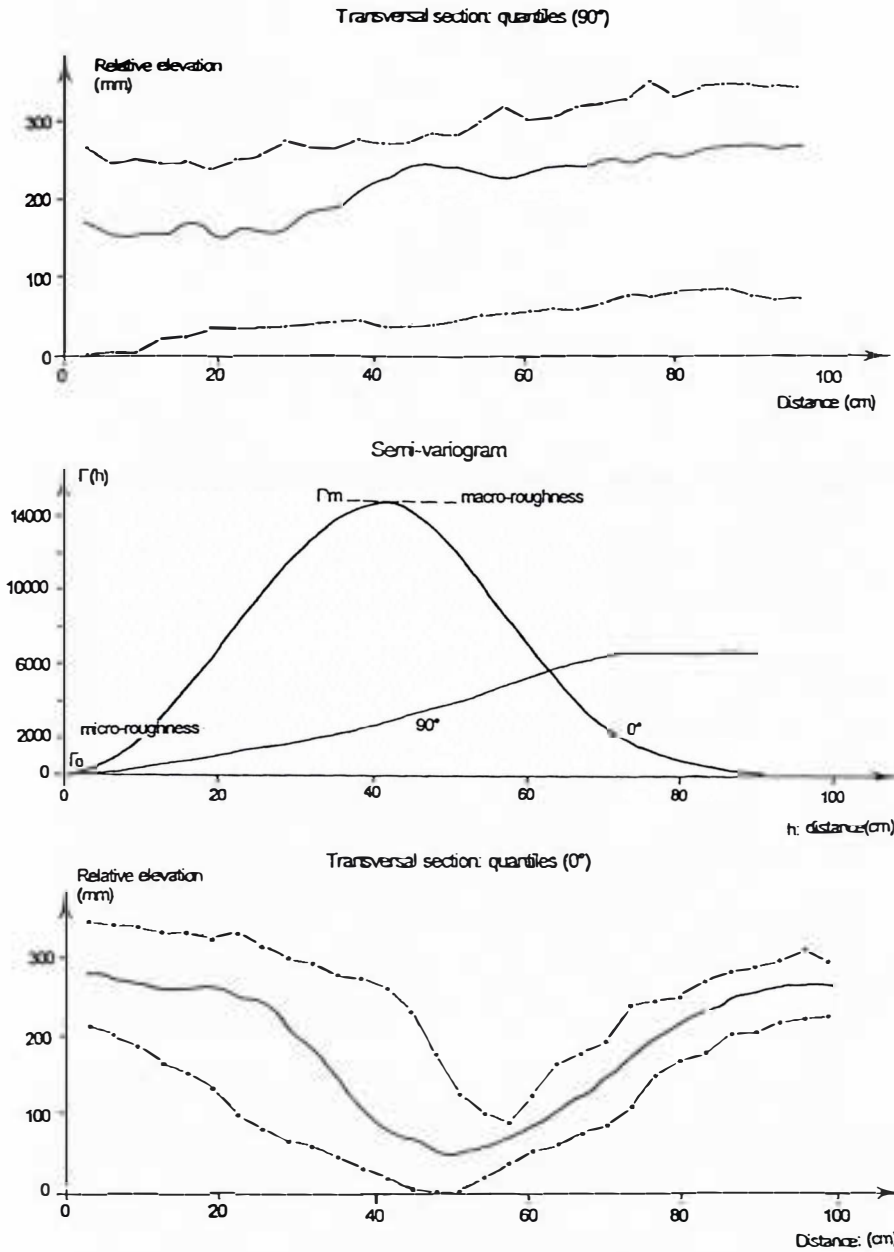 Transversal section: quantiles (90°)
Relative elevation
(mm)
300
200
100
0
0 20 40 60 80 100
Distance (cm)
Semi-variogram
Γ(h)
Γm macro-roughness
14000
10000
6000
micro-roughness 2000
90° 0°
Γo
0
0 20 40 60 80 100
h: distance(cm)
Transversal section: quantiles (0°)
Relative elevation
(mm)
300
200
100
0
0 20 40 60 80 100
Distance: (cm)